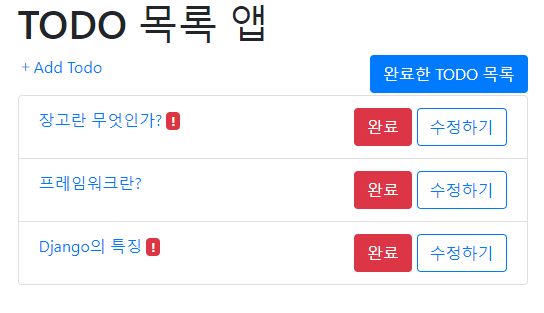 TODO 목록 앱
+ Add Todo 완료한 TODO 목록
장고란 무엇인가? ! 완료 수정하기
프레임워크란? 완료 수정하기
Django의 특징 ! 완료 수정하기